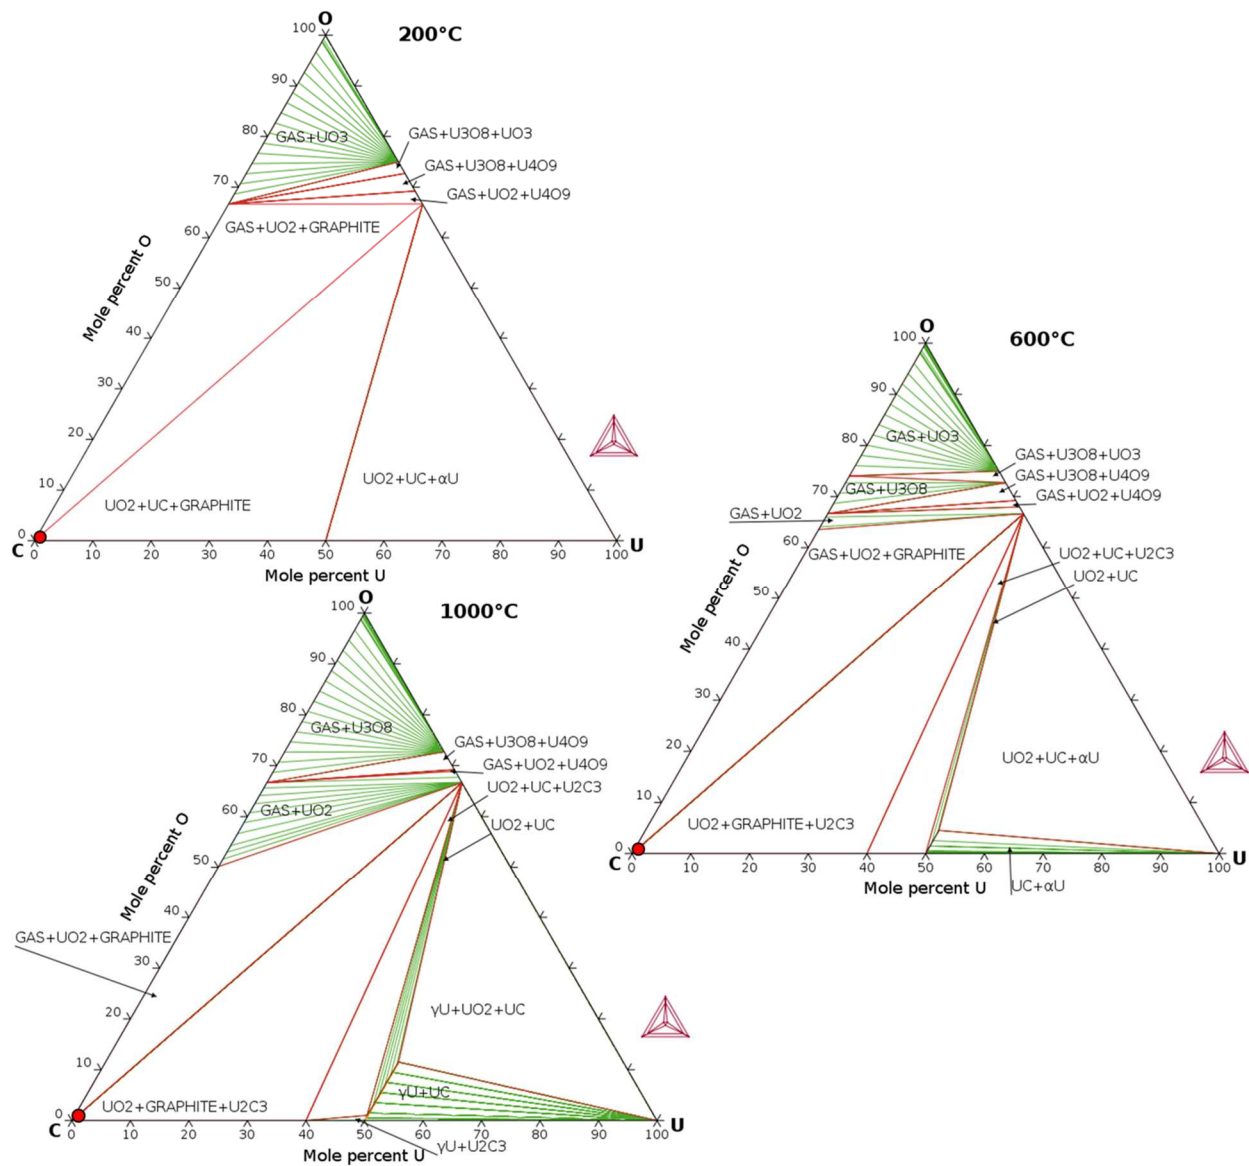 O
200°C
100
90
80
GAS+UO3
GAS+U3O8+UO3
GAS+U3O8+U4O9
70
GAS+UO2+U4O9
60
GAS+UO2+GRAPHITE
Mole percent O
50
40
30
20
10
UO2+UC+αU
UO2+UC+GRAPHITE
0
C
U
0 10 20 30 40 50 60 70 80 90 100
Mole percent U
O
600°C
100
90
80
GAS+UO3
GAS+U3O8+UO3
GAS+U3O8+U4O9
70
GAS+U3O8
GAS+UO2+U4O9
GAS+UO2
60
GAS+UO2+GRAPHITE
UO2+UC+U2C3
UO2+UC
Mole percent O
50
40
30
20
10
UO2+UC+αU
UO2+GRAPHITE+U2C3
0
C
U
0 10 20 30 40 50 60 70 80 90 100
Mole percent U
UC+αU
O
1000°C
100
90
80
GAS+U3O8
GAS+U3O8+U4O9
70
GAS+UO2+U4O9
UO2+UC+U2C3
60
GAS+UO2
UO2+UC
Mole percent O
50
40
GAS+UO2+GRAPHITE
30
20
10
γU+UO2+UC
γU+UC
UO2+GRAPHITE+U2C3
0
C
U
0 10 20 30 40 50 60 70 80 90 100
γU+U2C3
Mole percent U